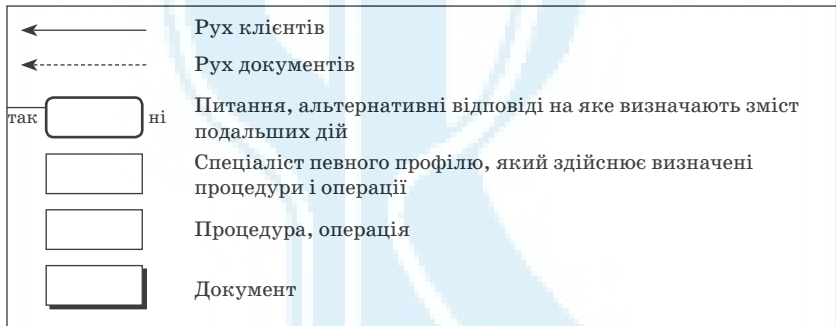 Рух клієнтів
Рух документів
так ні Питання, альтернативні відповіді на яке визначають зміст
подальших дій
Спеціаліст певного профілю, який здійснює визначені
процедури і операції
Процедура, операція
Документ